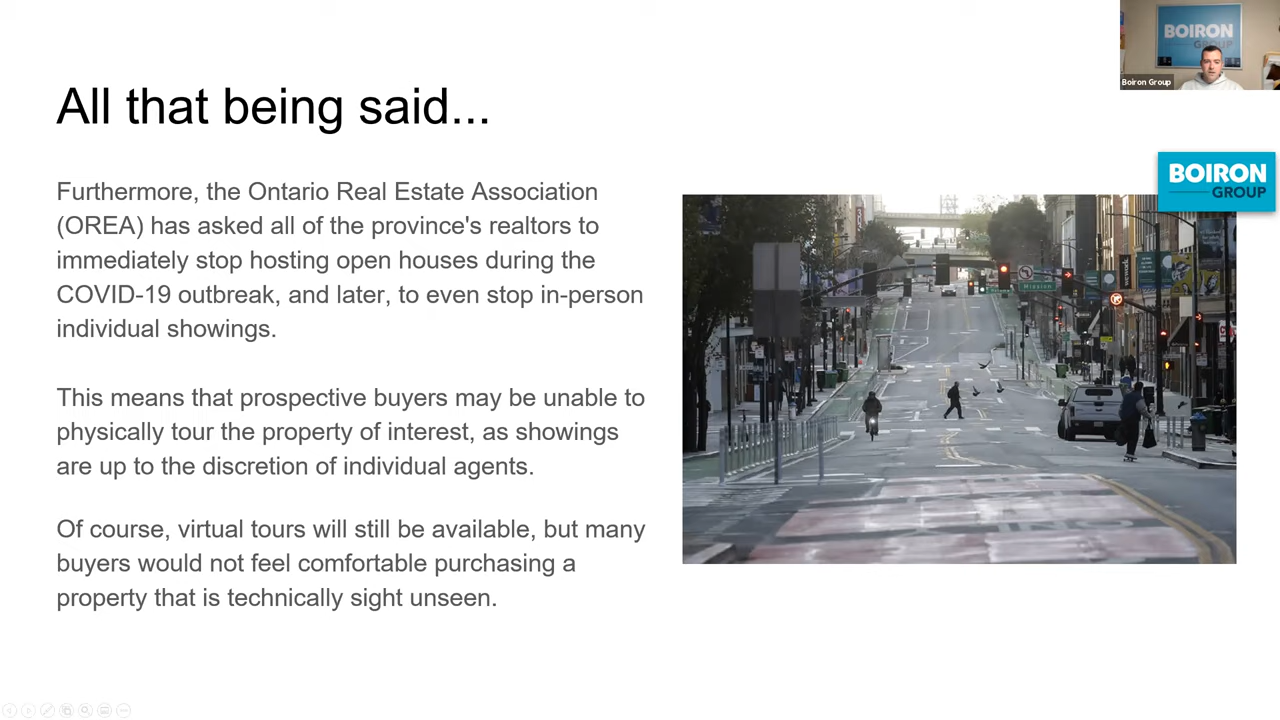 BOIRON
GROUP
Boiron Group
All that being said...
BOIRON
GROUP
Furthermore, the Ontario Real Estate Association
(OREA) has asked all of the province's realtors to
immediately stop hosting open houses during the
COVID-19 outbreak, and later, to even stop in-person
individual showings.
This means that prospective buyers may be unable to
physically tour the property of interest, as showings
are up to the discretion of individual agents.
Of course, virtual tours will still be available, but many
buyers would not feel comfortable purchasing a
property that is technically sight unseen.
Mission
wework